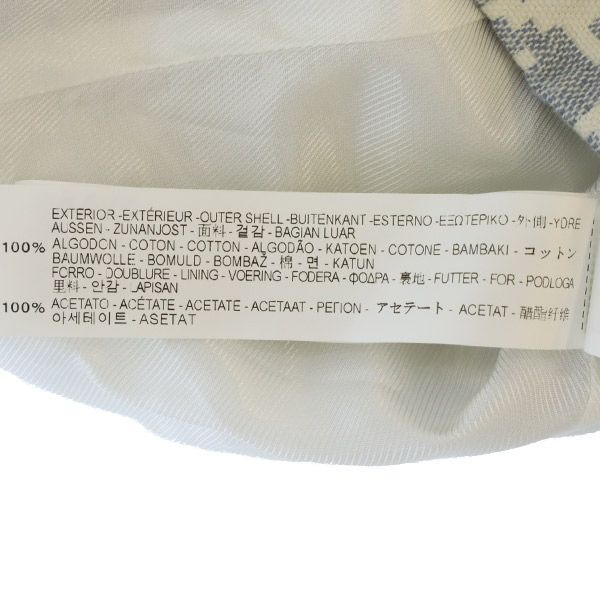 EXTERIOR -EXTÉRIEUR -OUTER SHELL -BUITENKANT -ESTERNO -ΕΞΩΤΕΡΙΚΟ -外側 -YDRE
AUSSEN - ZUNANJOST - 面料 - 겉감 - BAGIAN LUAR
100% ALGODON - COTON - COTTON - ALGODÃO - KATOEN - COTONE - BAMBAKI - コットン
BAUMWOLLE - BOMULD - BOMBAŽ - 棉 - 면 - KATUN
FORRO - DOUBLURE - LINING - VOERING - FODERA - ΦΟΔΡΑ - 裏地 - FUTTER - FOR - PODLOGA
里料 - 안감 - LAPISAN
100% ACETATO - ACÉTATE - ACETATE - ACETAAT - ΡΕΓΙΟΝ - アセテート - ACETAT - 醋酯纤维
아세테이트 - ASETAT